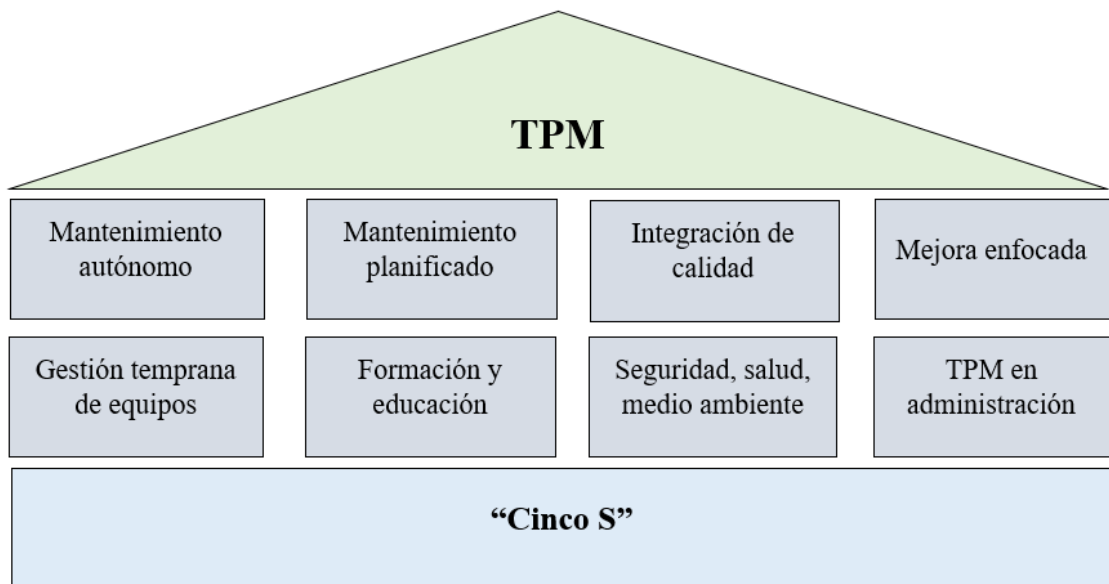 TPM
Mantenimiento
autónomo
Mantenimiento
planificado
Integración de
calidad
Mejora enfocada
Gestión temprana
de equipos
Formación y
educación
Seguridad, salud,
medio ambiente
TPM en
administración
“Cinco S”